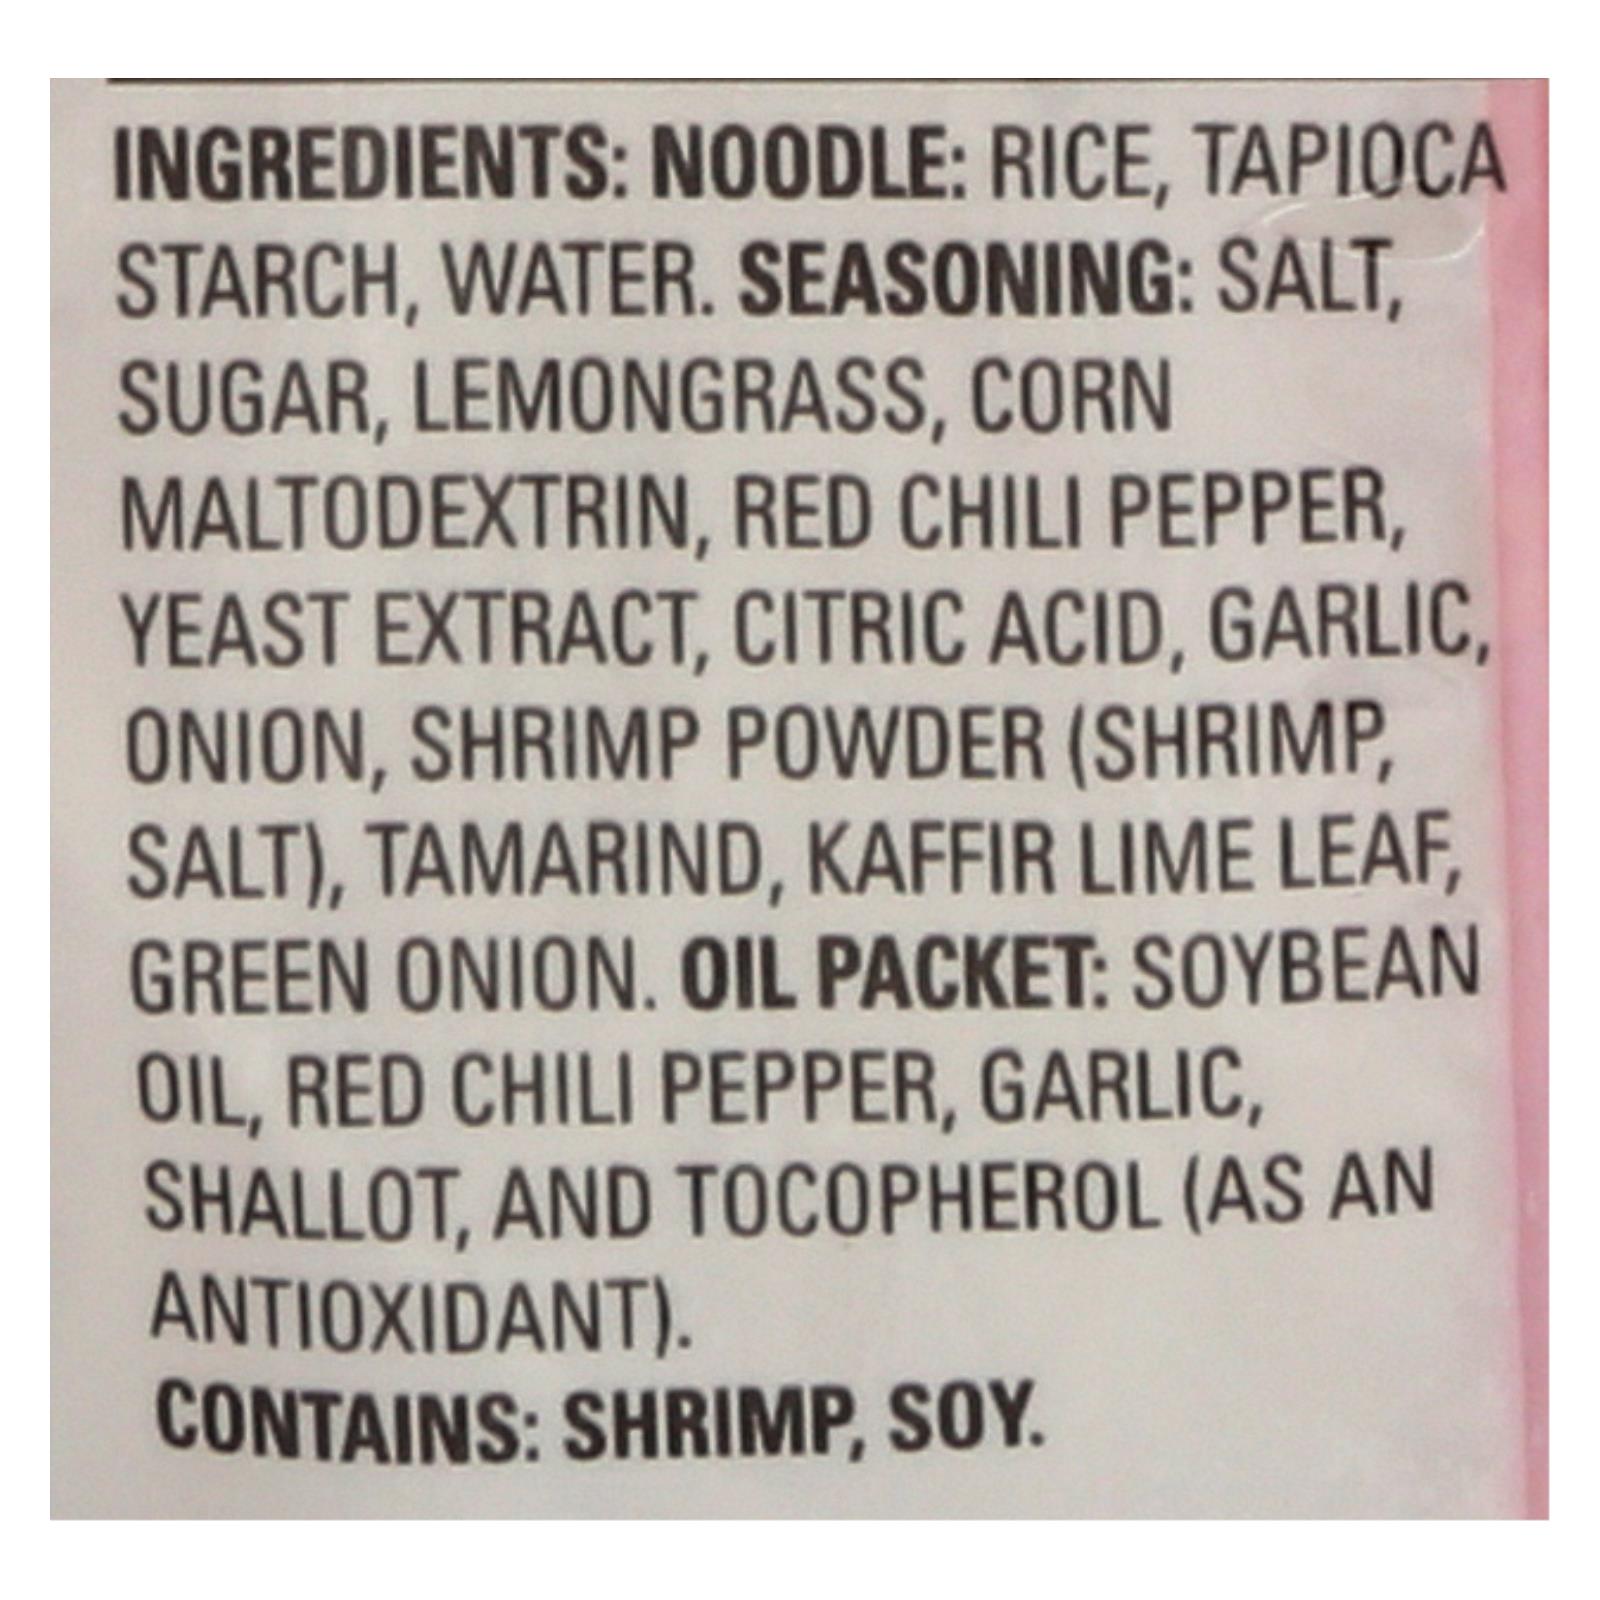 INGREDIENTS: NOODLE: RICE, TAPIOCA
STARCH, WATER. SEASONING: SALT,
SUGAR, LEMONGRASS, CORN
MALTODEXTRIN, RED CHILI PEPPER,
YEAST EXTRACT, CITRIC ACID, GARLIC,
ONION, SHRIMP POWDER (SHRIMP,
SALT), TAMARIND, KAFFIR LIME LEAF,
GREEN ONION. OIL PACKET: SOYBEAN
OIL, RED CHILI PEPPER, GARLIC,
SHALLOT, AND TOCOPHEROL (AS AN
ANTIOXIDANT).
CONTAINS: SHRIMP, SOY.